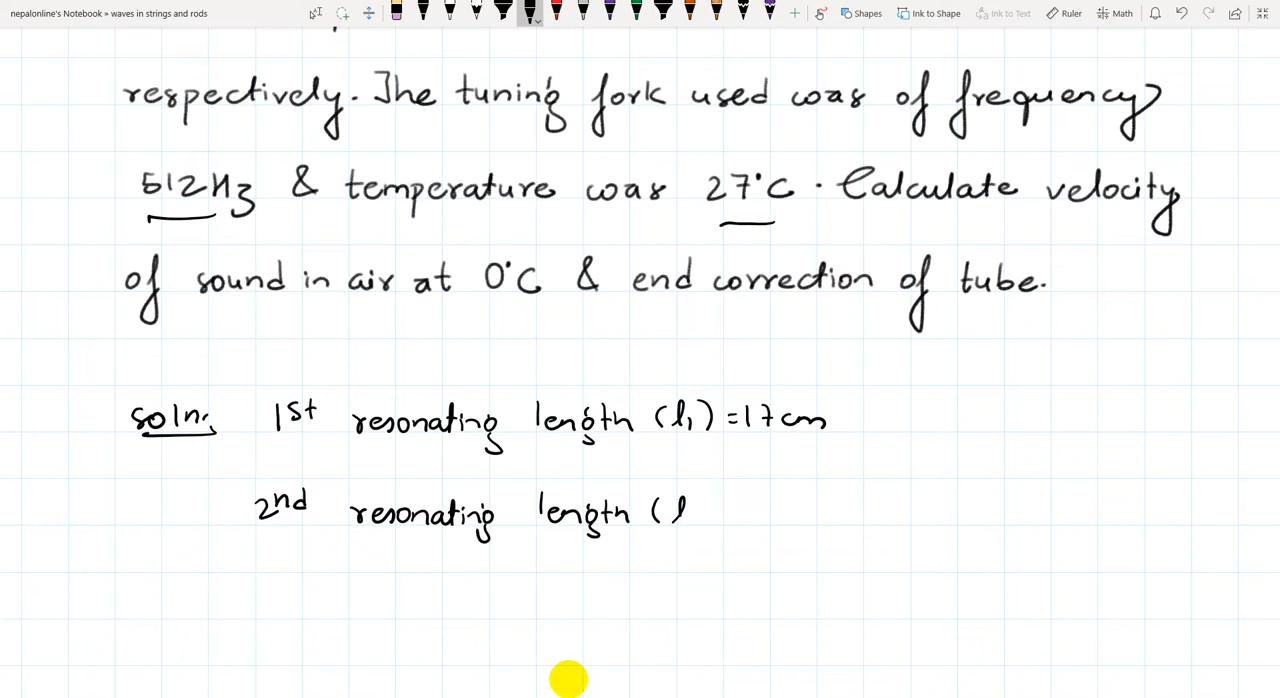 nepalonline's Notebook » waves in strings and rods
Shapes Ink to Shape Ink to Text Ruler Math
respectively. The tuning fork used was of frequency
512Hz & temperature was 27°C. Calculate velocity
of sound in air at 0°C & end correction of tube.
soln: 1st resonating length (l₁) = 17cm
2nd resonating length (l